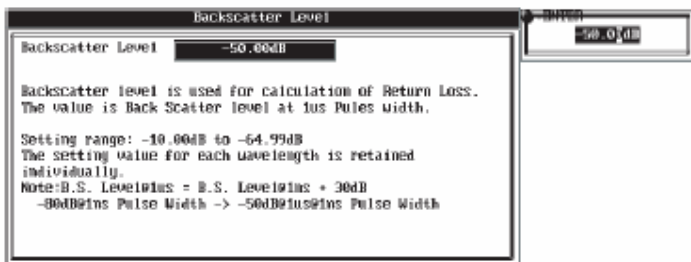 Backscatter Level
Backscatter Level -50.00dB
Backscatter level is used for calculation of Return Loss.
The value is Back Scatter level at 1us Pules width.
Setting range: -10.00dB to -64.99dB
The setting value for each wavelength is retained
individually.
Note:B.S. Level@1us = B.S. Level@1ns + 30dB
-80dB@1ns Pulse Width -> -50dB@1us@1ns Pulse Width
ENTER
-50.00dB